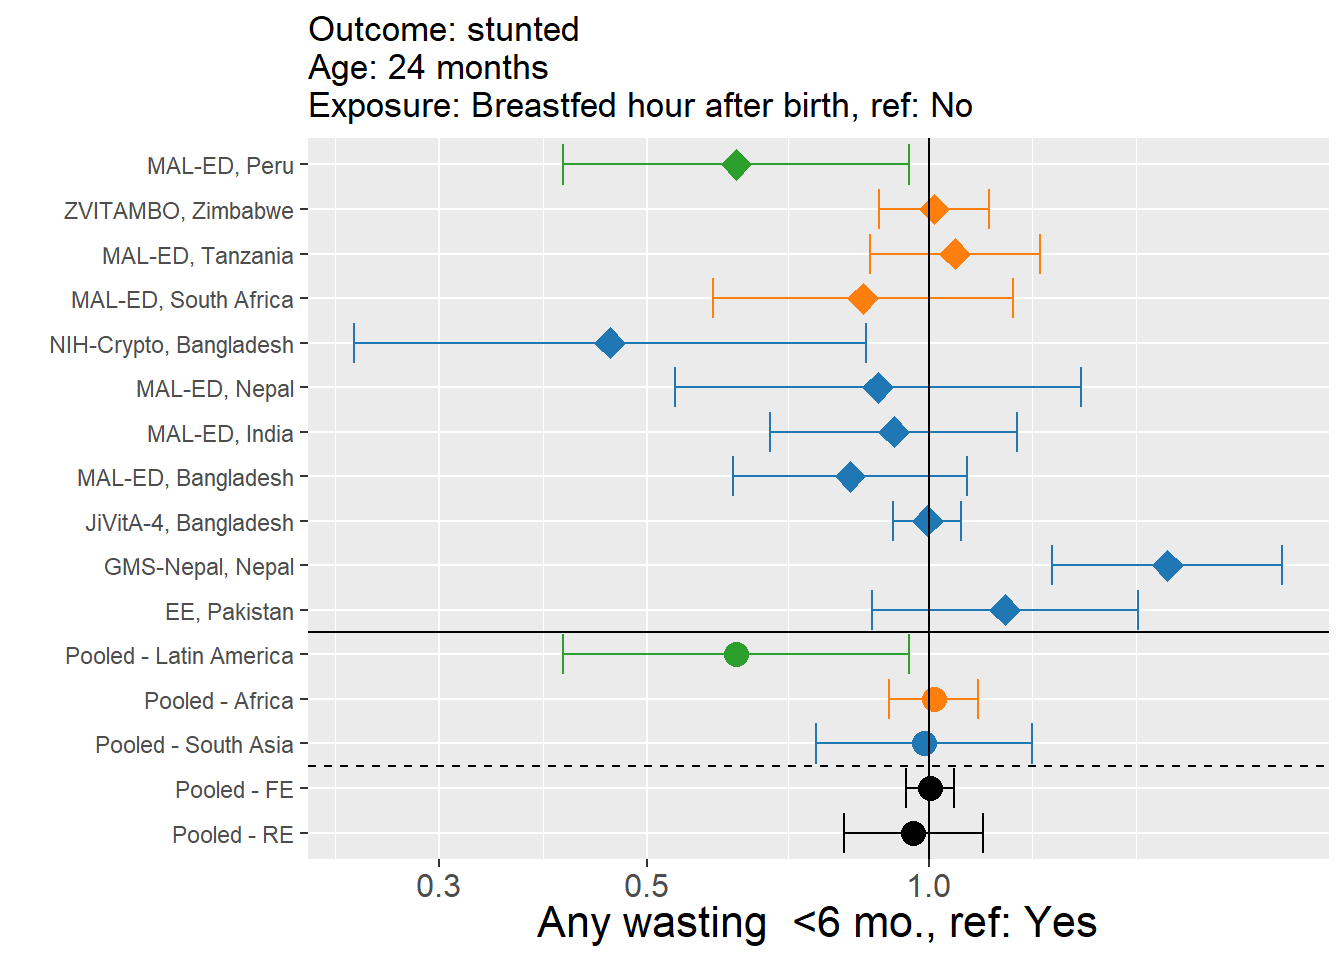 Outcome: stunted
Age: 24 months
Exposure: Breastfed hour after birth, ref: No
MAL-ED, Peru
ZVITAMBO, Zimbabwe
MAL-ED, Tanzania
MAL-ED, South Africa
NIH-Crypto, Bangladesh
MAL-ED, Nepal
MAL-ED, India
MAL-ED, Bangladesh
JiVitA-4, Bangladesh
GMS-Nepal, Nepal
EE, Pakistan
Pooled - Latin America
Pooled - Africa
Pooled - South Asia
Pooled - FE
Pooled - RE
0.3 0.5 1.0
Any wasting  <6 mo., ref: Yes